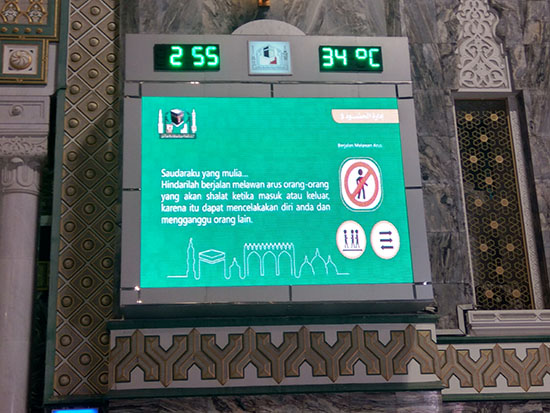 2 55
34 ºC
Berjalan Melawan Arus
Saudaraku yang mulia...
Hindarilah berjalan melawan arus orang-orang
yang akan shalat ketika masuk atau keluar,
karena itu dapat mencelakakan diri anda dan
mengganggu orang lain.